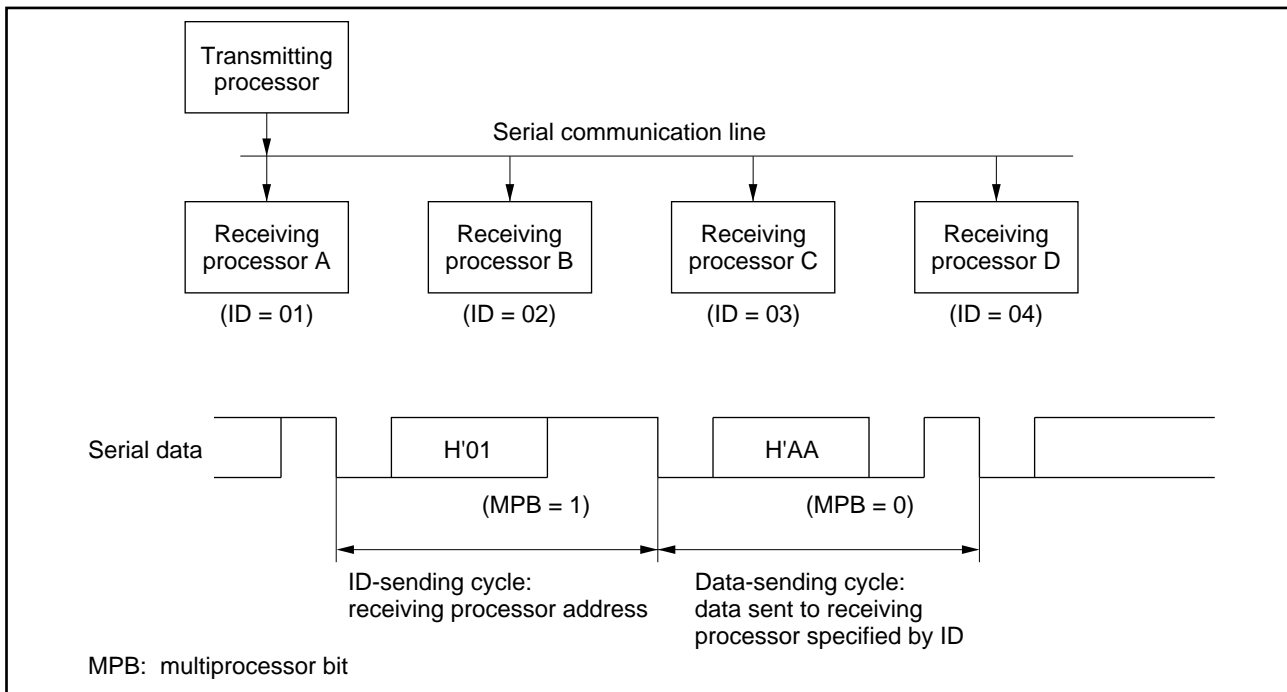 Transmitting
processor
Serial communication line
Receiving
processor A
Receiving
processor B
Receiving
processor C
Receiving
processor D
(ID = 01)
(ID = 02)
(ID = 03)
(ID = 04)
Serial data
H'01
H'AA
(MPB = 1)
(MPB = 0)
ID-sending cycle:
receiving processor address
Data-sending cycle:
data sent to receiving
processor specified by ID
MPB: multiprocessor bit